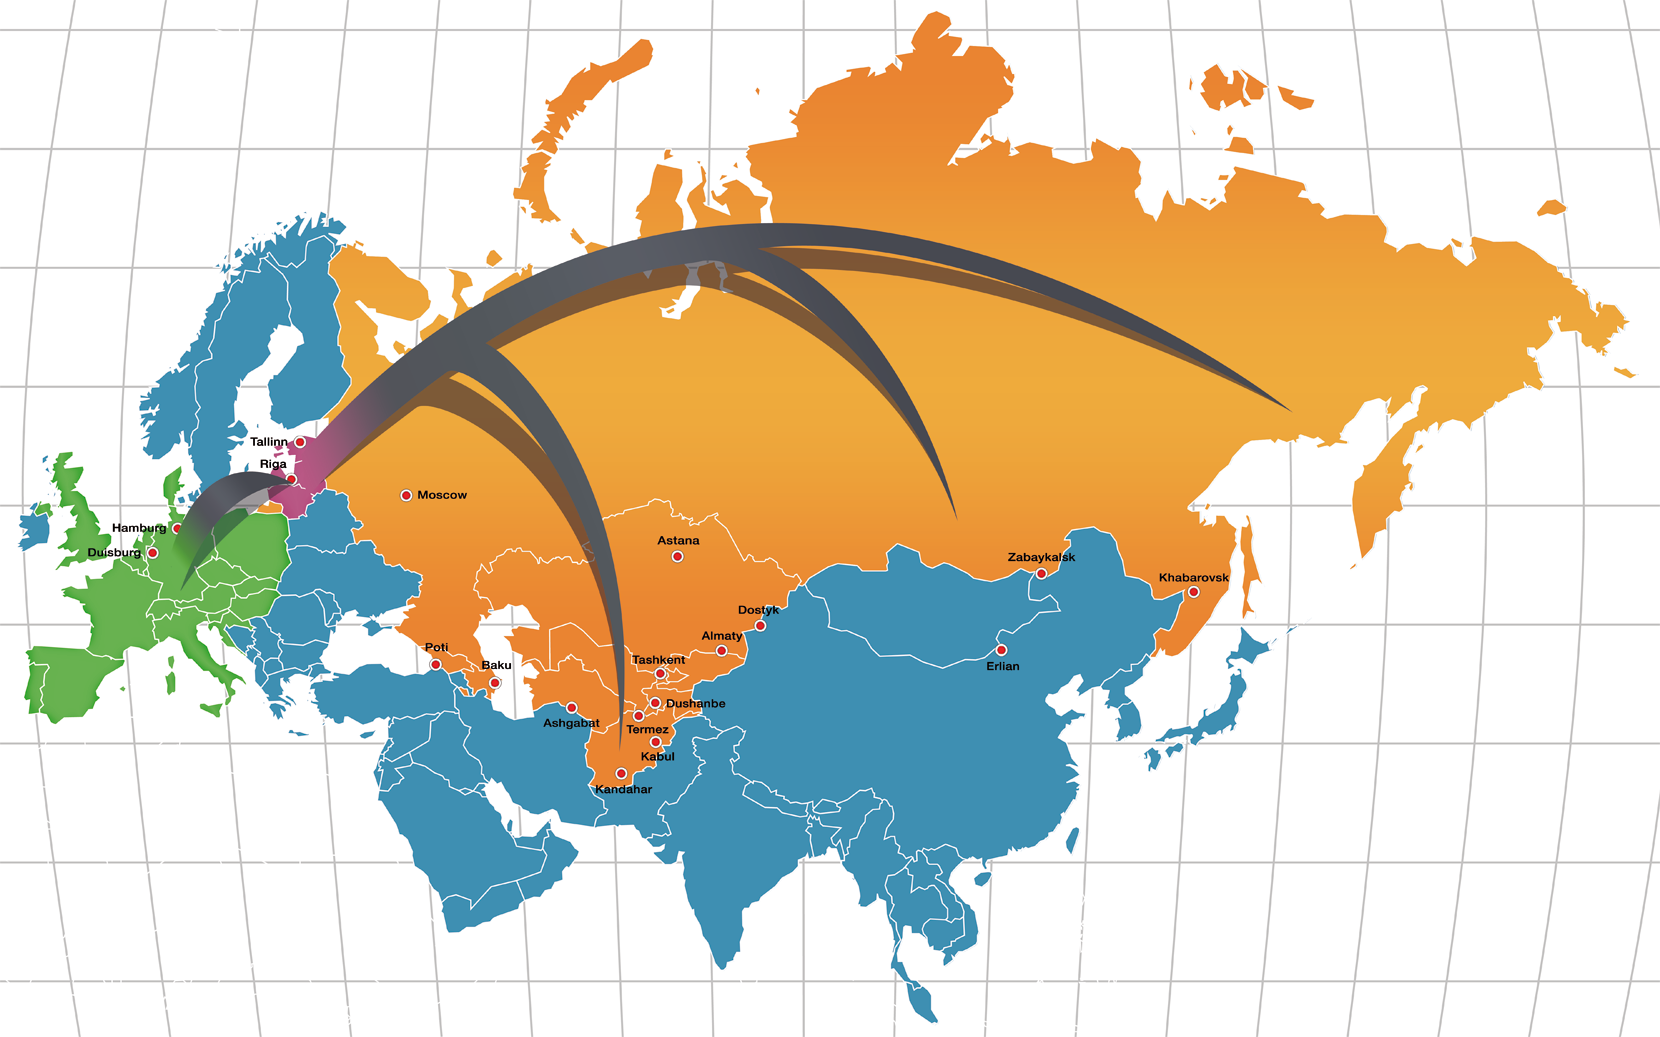 Tallinn
Riga
Moscow
Hamburg
Duisburg
Astana
Zabaykalsk
Khabarovsk
Dostyk
Almaty
Poti
Tashkent
Baku
Erlian
Dushanbe
Ashgabat
Termez
Kabul
Kandahar